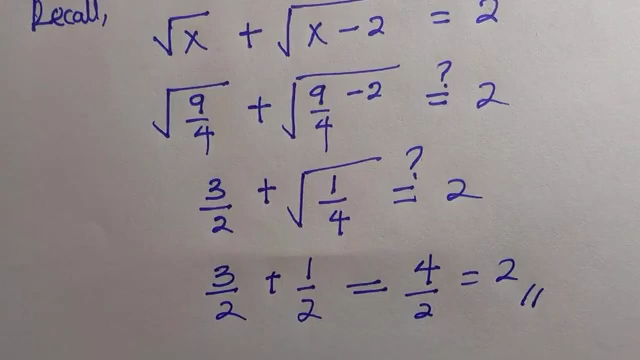 Recall, √x + √(x-2) = 2
√(9/4) + √(9/4 -2) ?= 2
3/2 + √(1/4) ?= 2
3/2 + 1/2 = 4/2 = 2,,